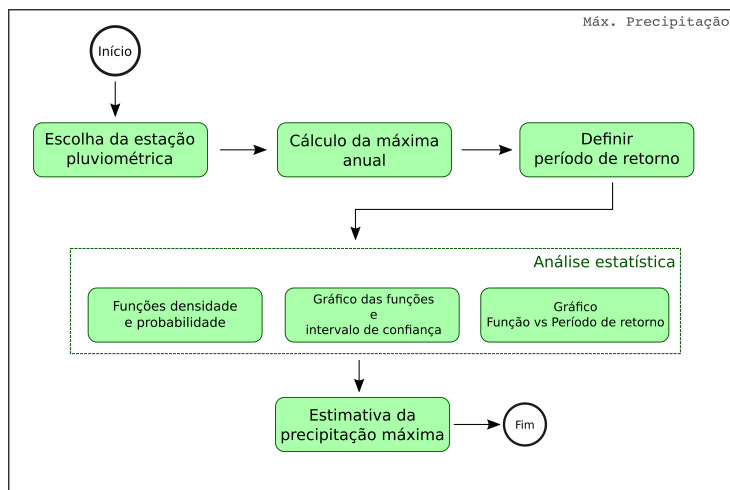 Máx. Precipitação
Início
Escolha da estação
pluviométrica
Cálculo da máxima
anual
Definir
período de retorno
Análise estatística
Funções densidade
e probabilidade
Gráfico das funções
e
intervalo de confiança
Gráfico
Função vs Período de retorno
Estimativa da
precipitação máxima
Fim